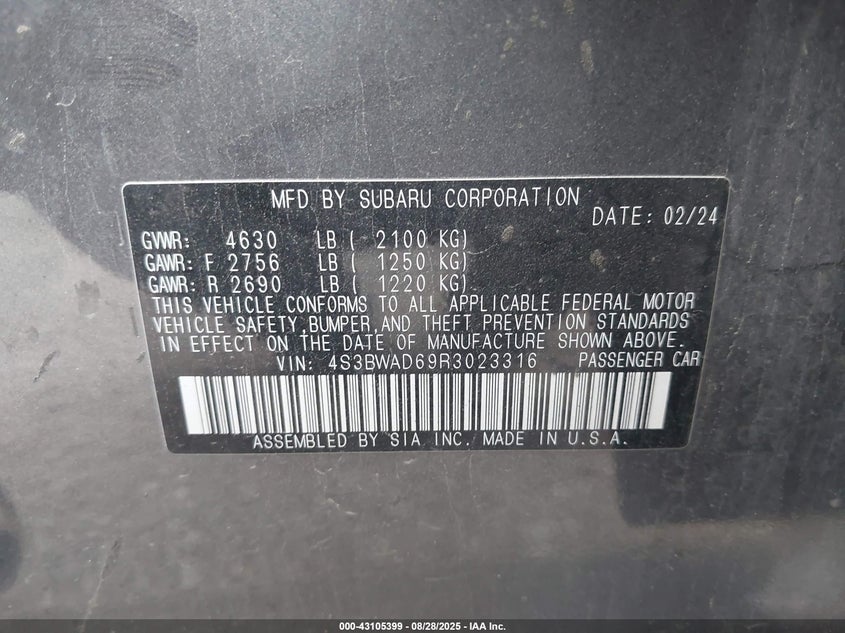 MFD BY SUBARU CORPORATION
DATE: 02/24
GVWR: 4630 LB ( 2100 KG)
GAWR: F 2756 LB ( 1250 KG)
GAWR: R 2690 LB ( 1220 KG)
THIS VEHICLE CONFORMS TO ALL APPLICABLE FEDERAL MOTOR
VEHICLE SAFETY,BUMPER,AND THEFT PREVENTION STANDARDS
IN EFFECT ON THE DATE OF MANUFACTURE SHOWN ABOVE.
VIN: 4S3BWAD69R3023316 PASSENGER CAR
ASSEMBLED BY SIA INC. MADE IN U.S.A.
000-43105399 - 08/28/2025 - IAA Inc.